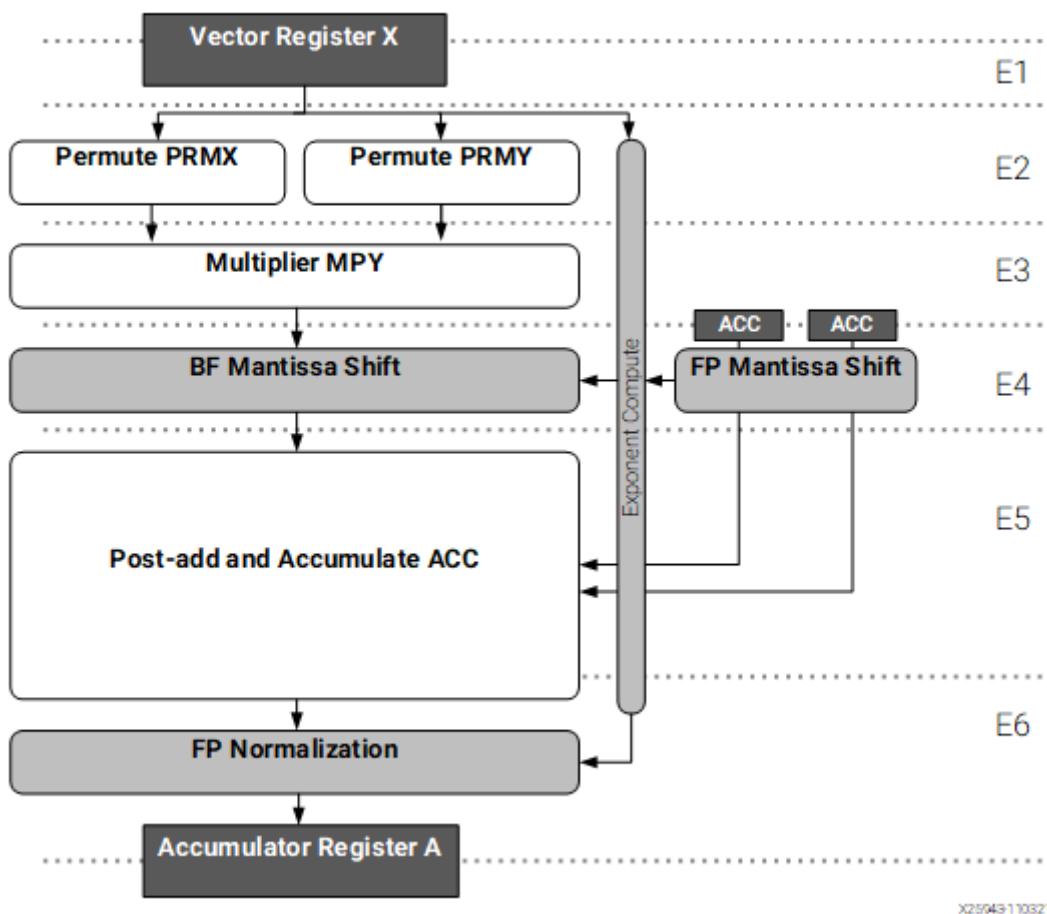 Vector Register X
E1
Permute PRMX
Permute PRMY
E2
Multiplier MPY
E3
ACC
ACC
BF Mantissa Shift
FP Mantissa Shift
E4
Exponent Compute
Post-add and Accumulate ACC
E5
FP Normalization
E6
Accumulator Register A